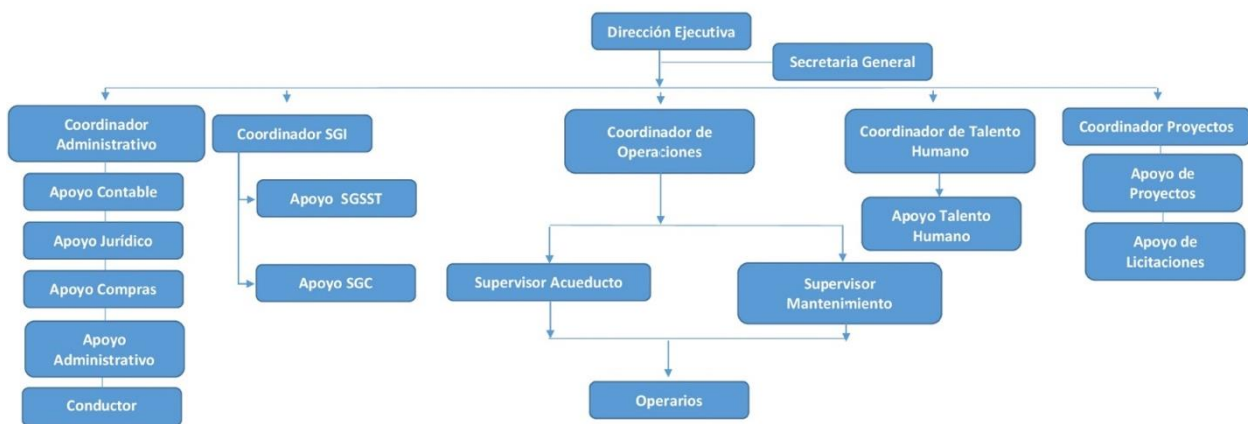 Dirección Ejecutiva
Secretaria General
Coordinador
Administrativo
Apoyo Contable
Apoyo Jurídico
Apoyo Compras
Apoyo
Administrativo
Conductor
Coordinador SGI
Apoyo SGSST
Apoyo SGC
Coordinador de
Operaciones
Supervisor Acueducto
Supervisor
Mantenimiento
Operarios
Coordinador de Talento
Humano
Apoyo Talento
Humano
Coordinador Proyectos
Apoyo de
Proyectos
Apoyo de
Licitaciones